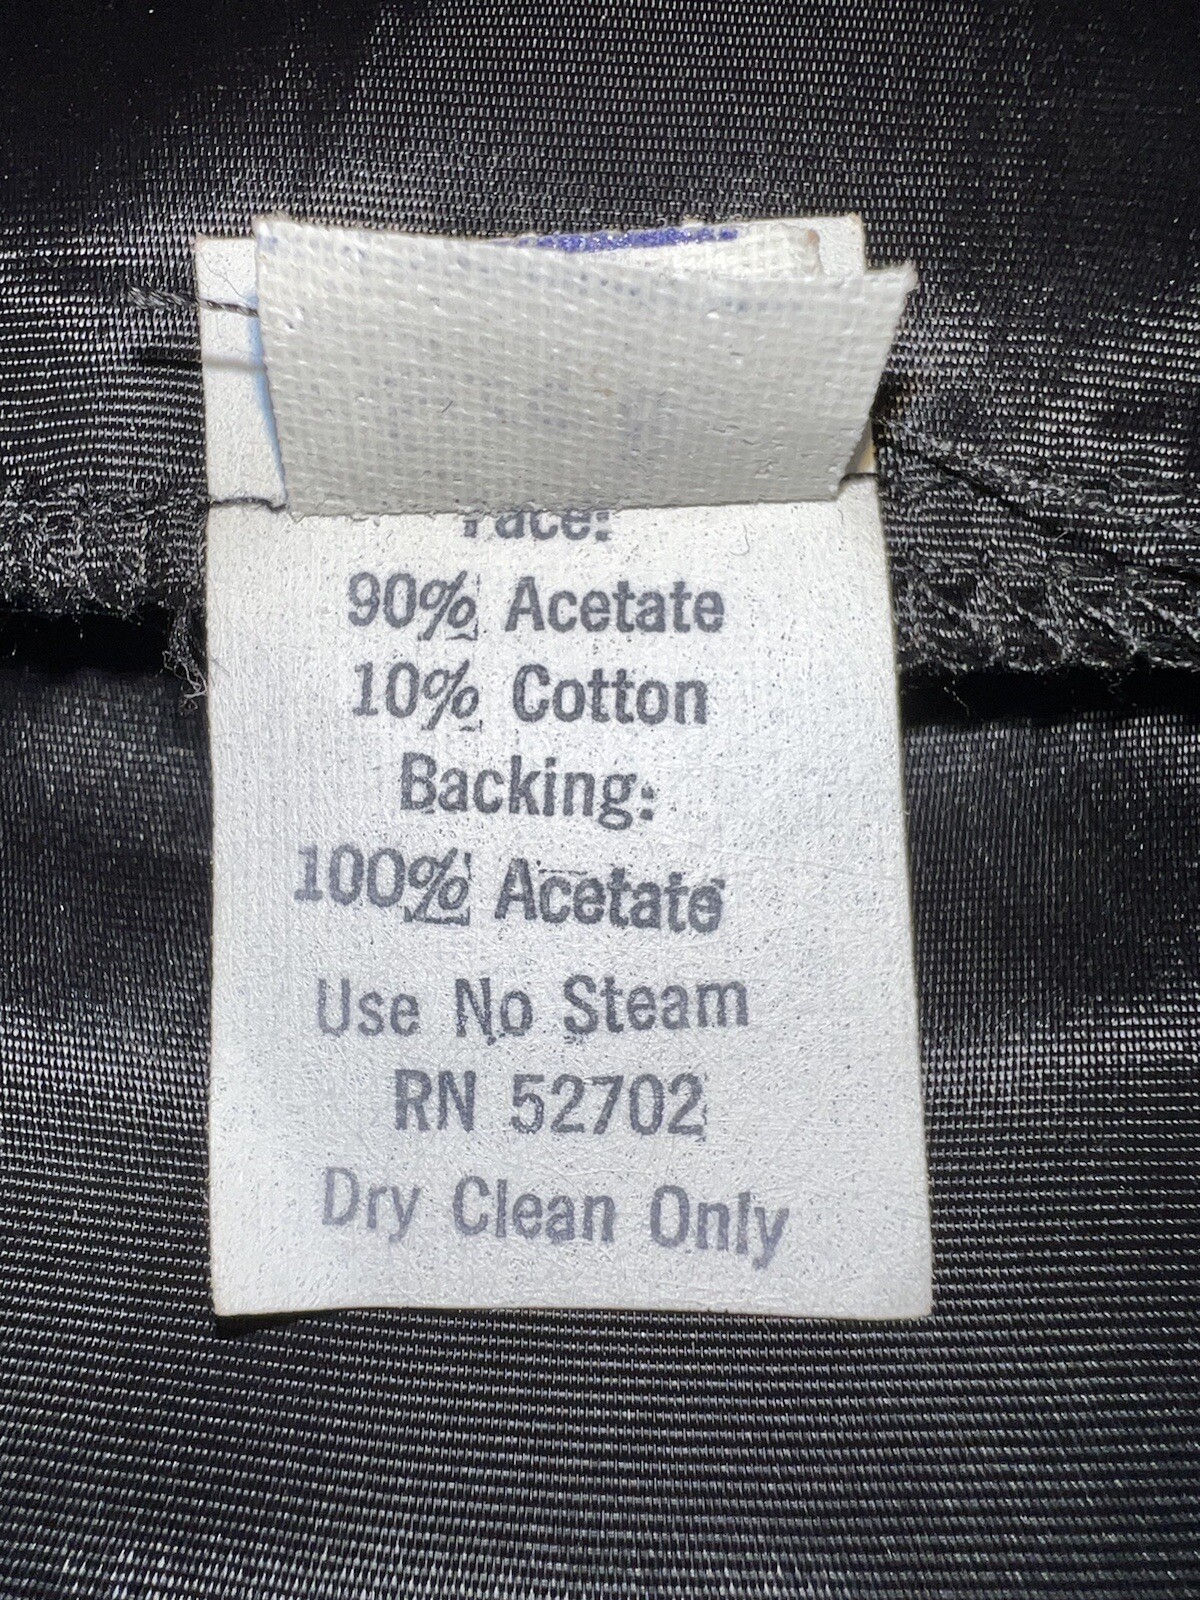 Face:
90% Acetate
10% Cotton
Backing:
100% Acetate
Use No Steam
RN 52702
Dry Clean Only